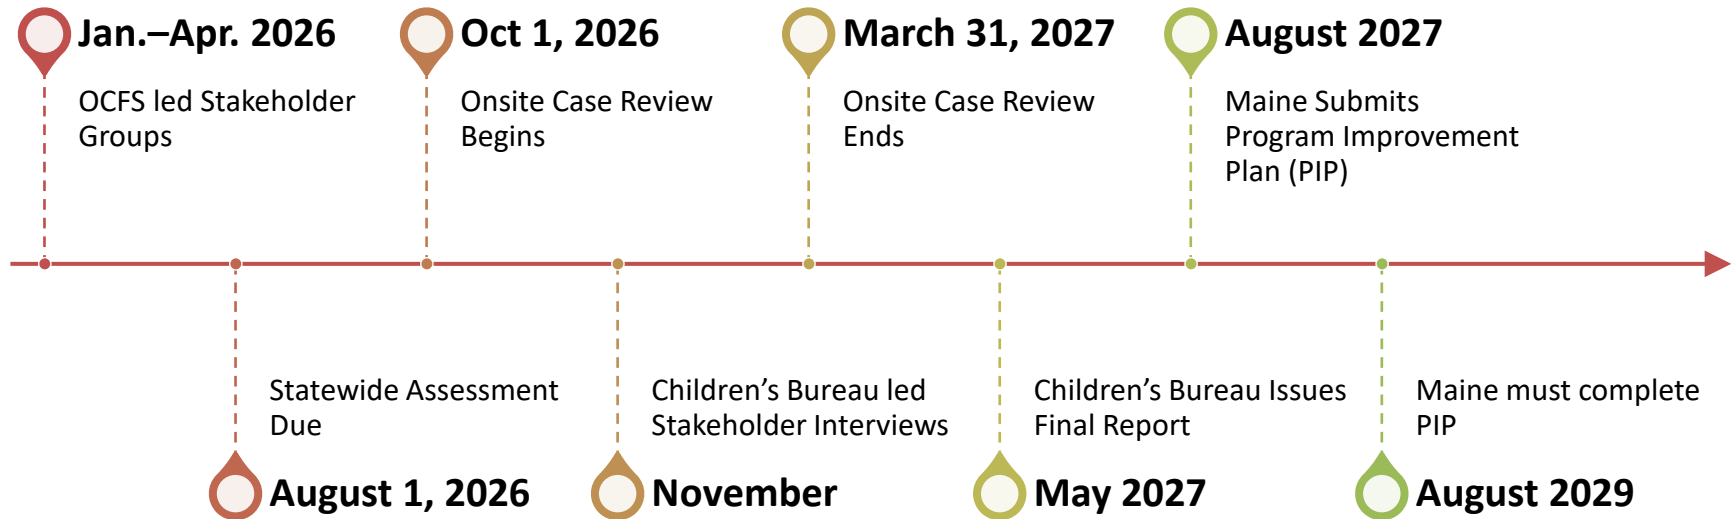 Jan.–Apr. 2026
OCFS led Stakeholder
Groups
Oct 1, 2026
Onsite Case Review
Begins
March 31, 2027
Onsite Case Review
Ends
August 2027
Maine Submits
Program Improvement
Plan (PIP)
Statewide Assessment
Due
August 1, 2026
Children’s Bureau led
Stakeholder Interviews
November
Children’s Bureau Issues
Final Report
May 2027
Maine must complete
PIP
August 2029